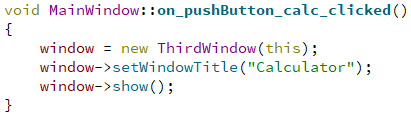 void MainWindow::on_pushButton_calc_clicked()
{
    window = new ThirdWindow(this);
    window->setWindowTitle("Calculator");
    window->show();
}